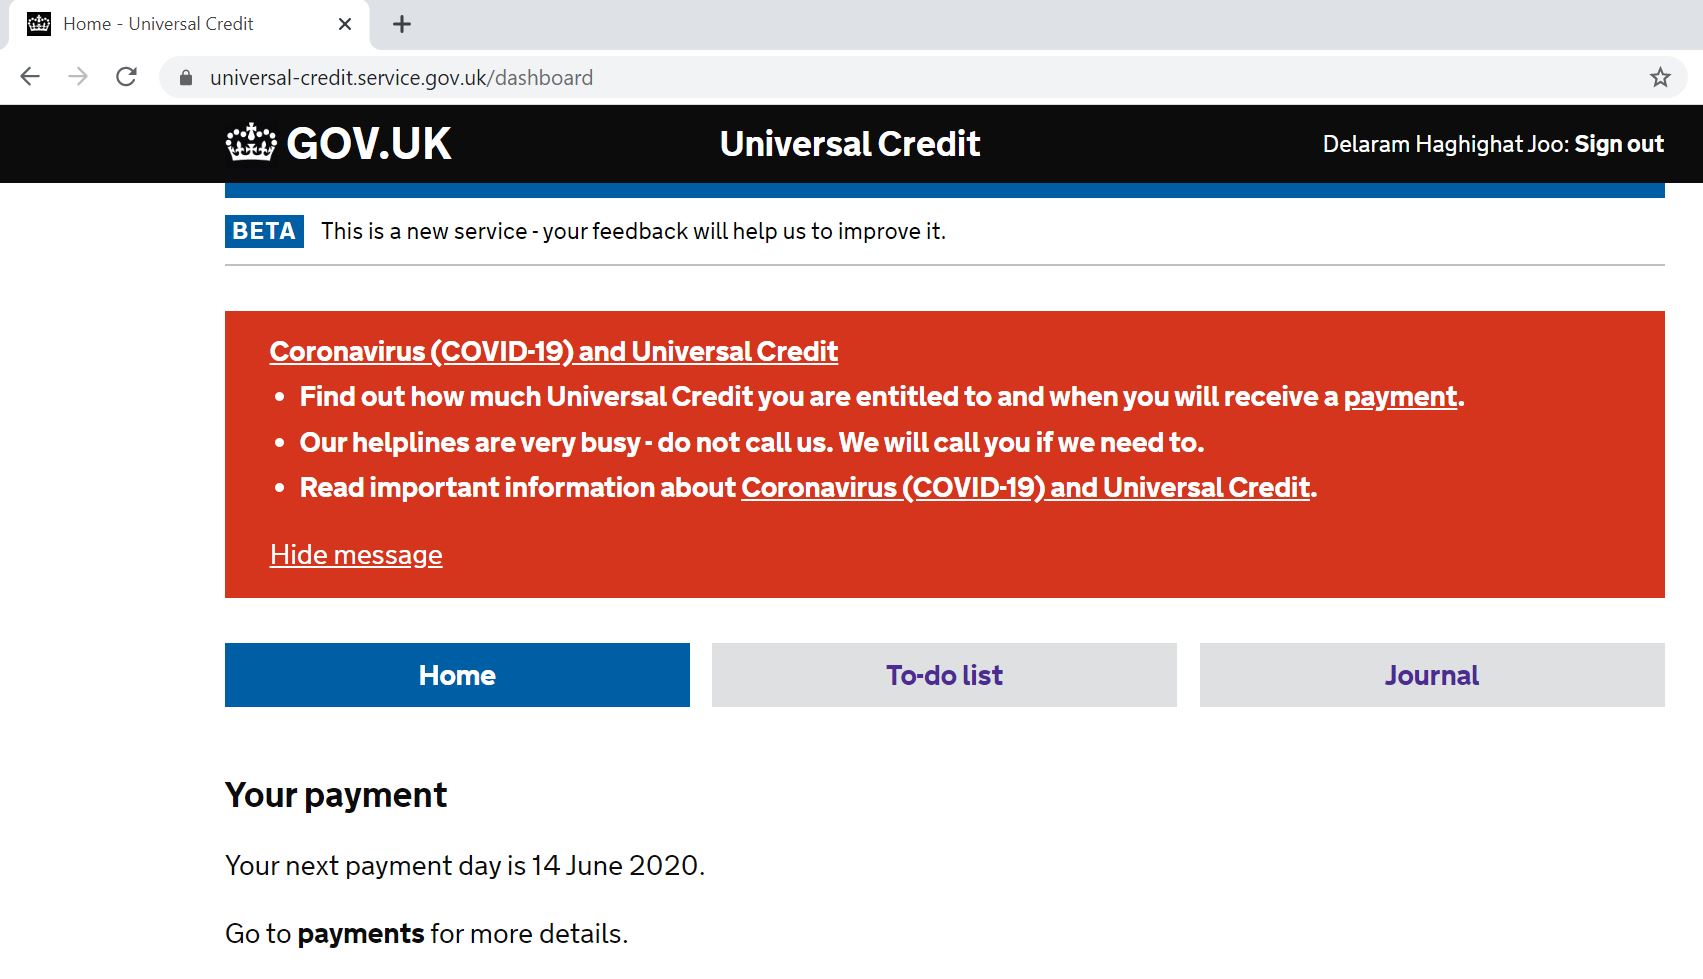 Home - Universal Credit
universal-credit.service.gov.uk/dashboard
GOV.UK
Universal Credit
Delaram Haghighat Joo: Sign out
BETA This is a new service - your feedback will help us to improve it.
Coronavirus (COVID-19) and Universal Credit
• Find out how much Universal Credit you are entitled to and when you will receive a payment.
• Our helplines are very busy - do not call us. We will call you if we need to.
• Read important information about Coronavirus (COVID-19) and Universal Credit.
Hide message
Home
To-do list
Journal
Your payment
Your next payment day is 14 June 2020.
Go to payments for more details.